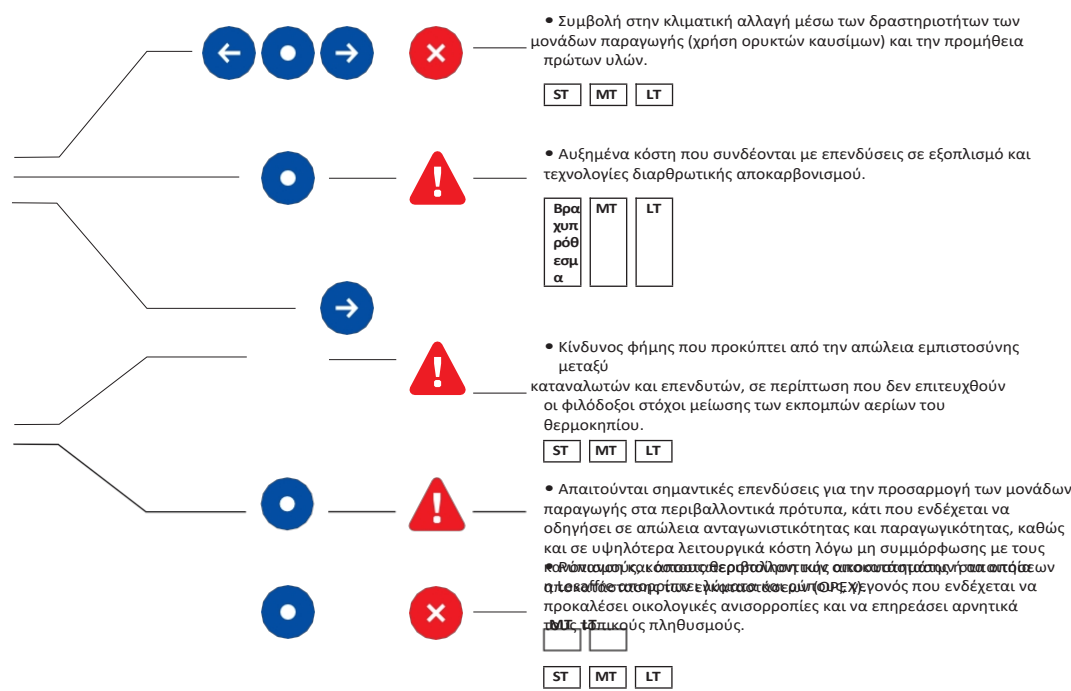 • Συμβολή στην κλιματική αλλαγή μέσω των δραστηριοτήτων των
μονάδων παραγωγής (χρήση ορυκτών καυσίμων) και την προμήθεια
πρώτων υλών.
ST MT LT
• Αυξημένα κόστη που συνδέονται με επενδύσεις σε εξοπλισμό και
τεχνολογίες διαρθρωτικής αποκαρβονισμού.
Βρα MT LT
χυπ
ρόθ
εσμ
α
• Κίνδυνος φήμης που προκύπτει από την απώλεια εμπιστοσύνης
μεταξύ
καταναλωτών και επενδυτών, σε περίπτωση που δεν επιτευχθούν
οι φιλόδοξοι στόχοι μείωσης των εκπομπών αερίων του
θερμοκηπίου.
ST MT LT
• Απαιτούνται σημαντικές επενδύσεις για την προσαρμογή των μονάδων
παραγωγής στα περιβαλλοντικά πρότυπα, κάτι που ενδέχεται να
οδηγήσει σε απώλεια ανταγωνιστικότητας και παραγωγικότητας, καθώς
και σε υψηλότερα λειτουργικά κόστη λόγω μη συμμόρφωσης με τους
(OPEX). γεγονός που ενδέχεται να
προκαλέσει οικολογικές ανισορροπίες και να επηρεάσει αρνητικά
τοπικούς πληθυσμούς.
MT LT
ST MT LT